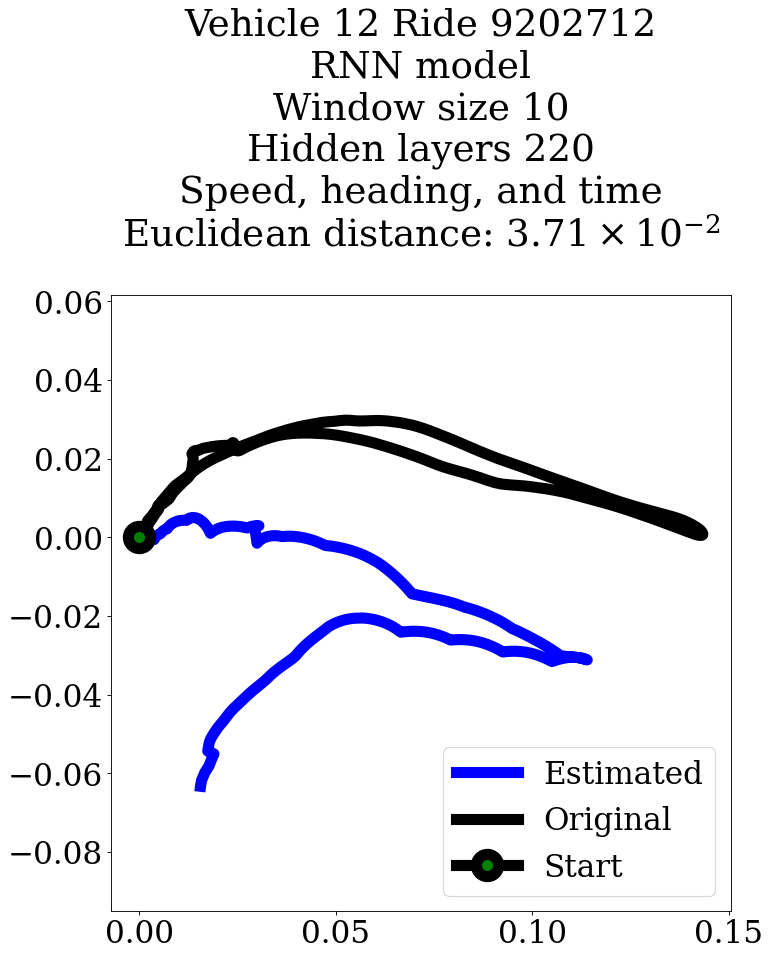 Vehicle 12 Ride 9202712
RNN model
Window size 10
Hidden layers 220
Speed, heading, and time
Euclidean distance: 3.71 × 10⁻²
0.06
0.04
0.02
0.00
−0.02
−0.04
−0.06
−0.08
Estimated
Original
Start
0.00 0.05 0.10 0.15